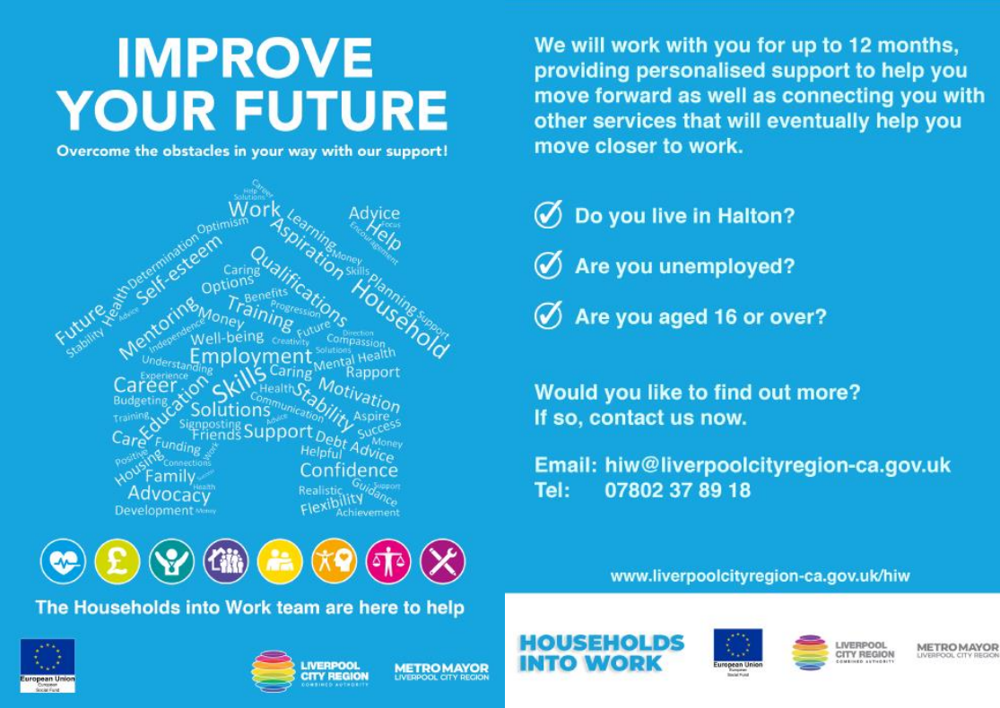 IMPROVE
YOUR FUTURE
Overcome the obstacles in your way with our support!
Career
Help
Solutions
Work
Advice
Focus
Help
Encouragement
Optimism
Learning
Aspiration
Money
Skills
Planning
Support
Household
Determination
Self-esteem
Health
Advice
Future
Stability
Caring
Options
Qualifications
Benefits
Progression
Training
Mentoring
Money
Independence
Future
Direction
Compassion
Well-being
Creativity
Solutions
Employment
Mental Health
Understanding
Experience
Caring
Rapport
Career
Skills
Health
Stability
Motivation
Budgeting
Education
Solutions
Communication
Training
Signposting
Advice
Aspire
Success
Care
Friends
Support
Debt Advice
Money
Funding
Work
Positive
Housing
Connections
Helpful
Family
Confidence
Health
Advocacy
Realistic
Guidance
Support
Flexibility
Development
Money
Achievement
£
The Households into Work team are here to help
European Union
European
Social Fund
LIVERPOOL
CITY REGION
COMBINED AUTHORITY
METRO MAYOR
LIVERPOOL CITY REGION
We will work with you for up to 12 months,
providing personalised support to help you
move forward as well as connecting you with
other services that will eventually help you
move closer to work.
Do you live in Halton?
Are you unemployed?
Are you aged 16 or over?
Would you like to find out more?
If so, contact us now.
Email: hiw@liverpoolcityregion-ca.gov.uk
Tel: 07802 37 89 18
www.liverpoolcityregion-ca.gov.uk/hiw
HOUSEHOLDS
INTO WORK
European Union
European
Social Fund
LIVERPOOL
CITY REGION
COMBINED AUTHORITY
METRO MAYOR
LIVERPOOL CITY REGION